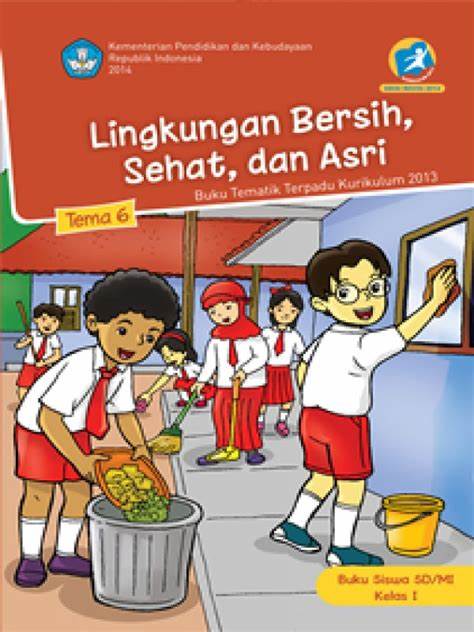 Kementerian Pendidikan dan Kebudayaan
Republik Indonesia
2014
Lingkungan Bersih,
Sehat, dan Asri
Buku Tematik Terpadu Kurikulum 2013
Tema 6
Buku Siswa SD/MI
Kelas I